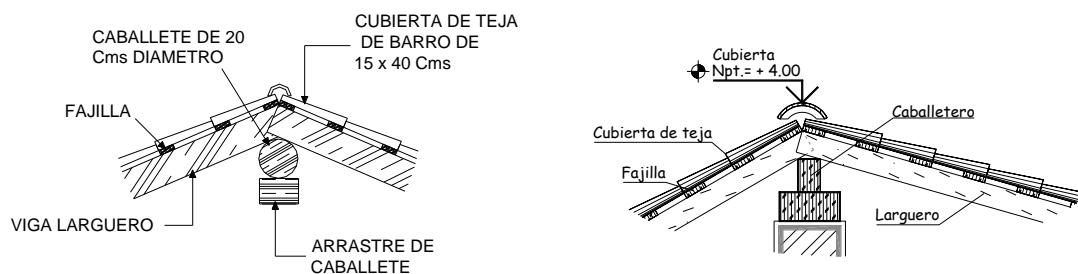 CABALLETE DE 20
Cms DIAMETRO
CUBIERTA DE TEJA
DE BARRO DE
15 x 40 Cms
FAJILLA
VIGA LARGUERO
ARRASTRE DE
CABALLETE
Cubierta
Npt.= + 4.00
Caballetero
Cubierta de teja
Fajilla
Larguero